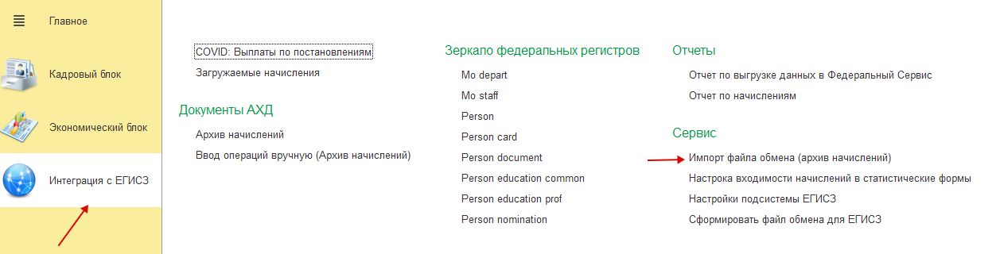 Главное
Кадровый блок
Экономический блок
Интеграция с ЕГИСЗ
COVID: Выплаты по постановлениям
Загружаемые начисления
Документы АХД
Архив начислений
Ввод операций вручную (Архив начислений)
Зеркало федеральных регистров
Mo depart
Mo staff
Person
Person card
Person document
Person education common
Person education prof
Person nomination
Отчеты
Отчет по выгрузке данных в Федеральный Сервис
Отчет по начислениям
Сервис
Импорт файла обмена (архив начислений)
Настрока входимости начислений в статистические формы
Настройки подсистемы ЕГИСЗ
Сформировать файл обмена для ЕГИСЗ